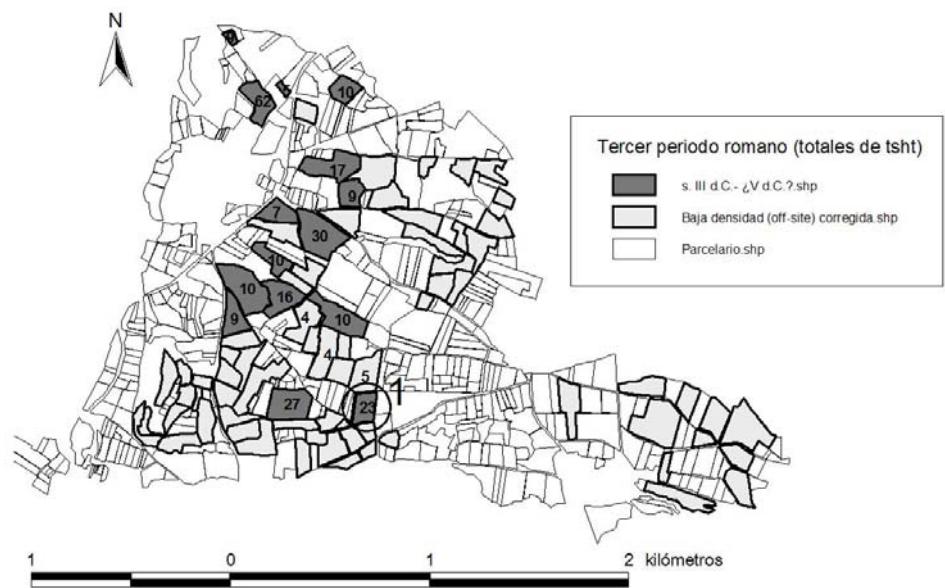 N
62
10
17
9
7
30
10
10
16
9
4
10
4
5
1
27
23
Tercer periodo romano (totales de tsht)
s. III d.C.- ¿V d.C.?.shp
Baja densidad (off-site) corregida.shp
Parcelario.shp
1 0 1 2 kilómetros